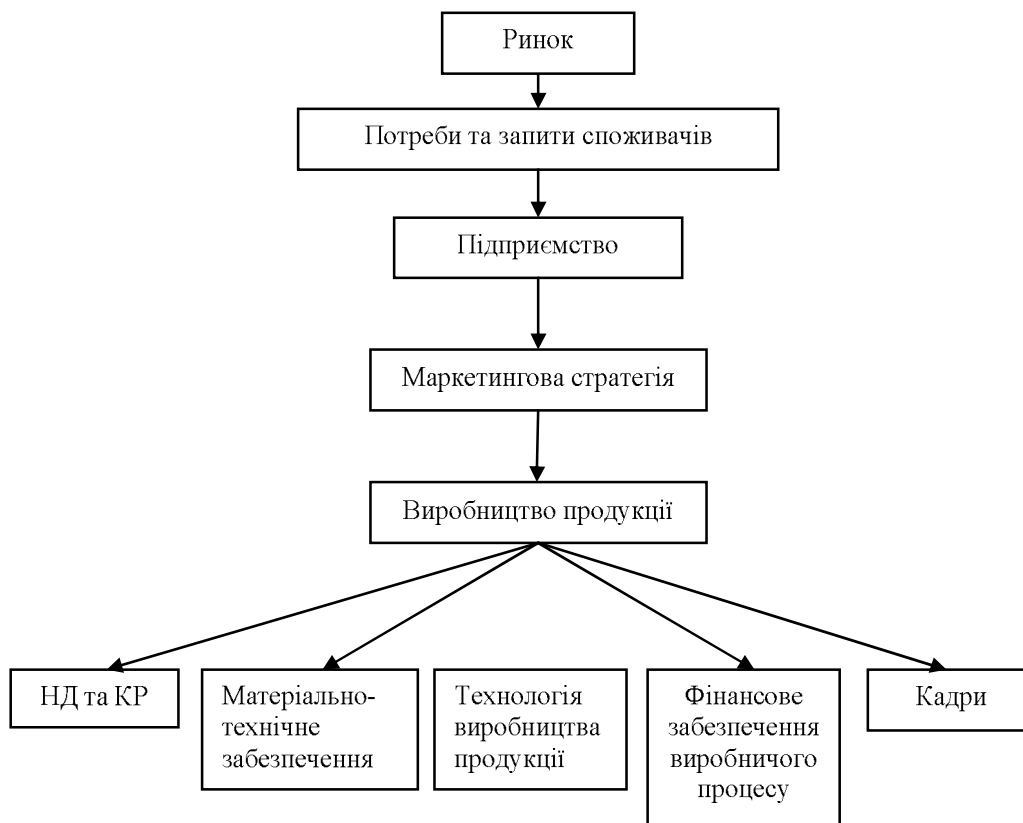 Ринок
Потреби та запити споживачів
Підприємство
Маркетингова стратегія
Виробництво продукції
НД та КР
Матеріально-
технічне
забезпечення
Технологія
виробництва
продукції
Фінансове
забезпечення
виробничого
процесу
Кадри